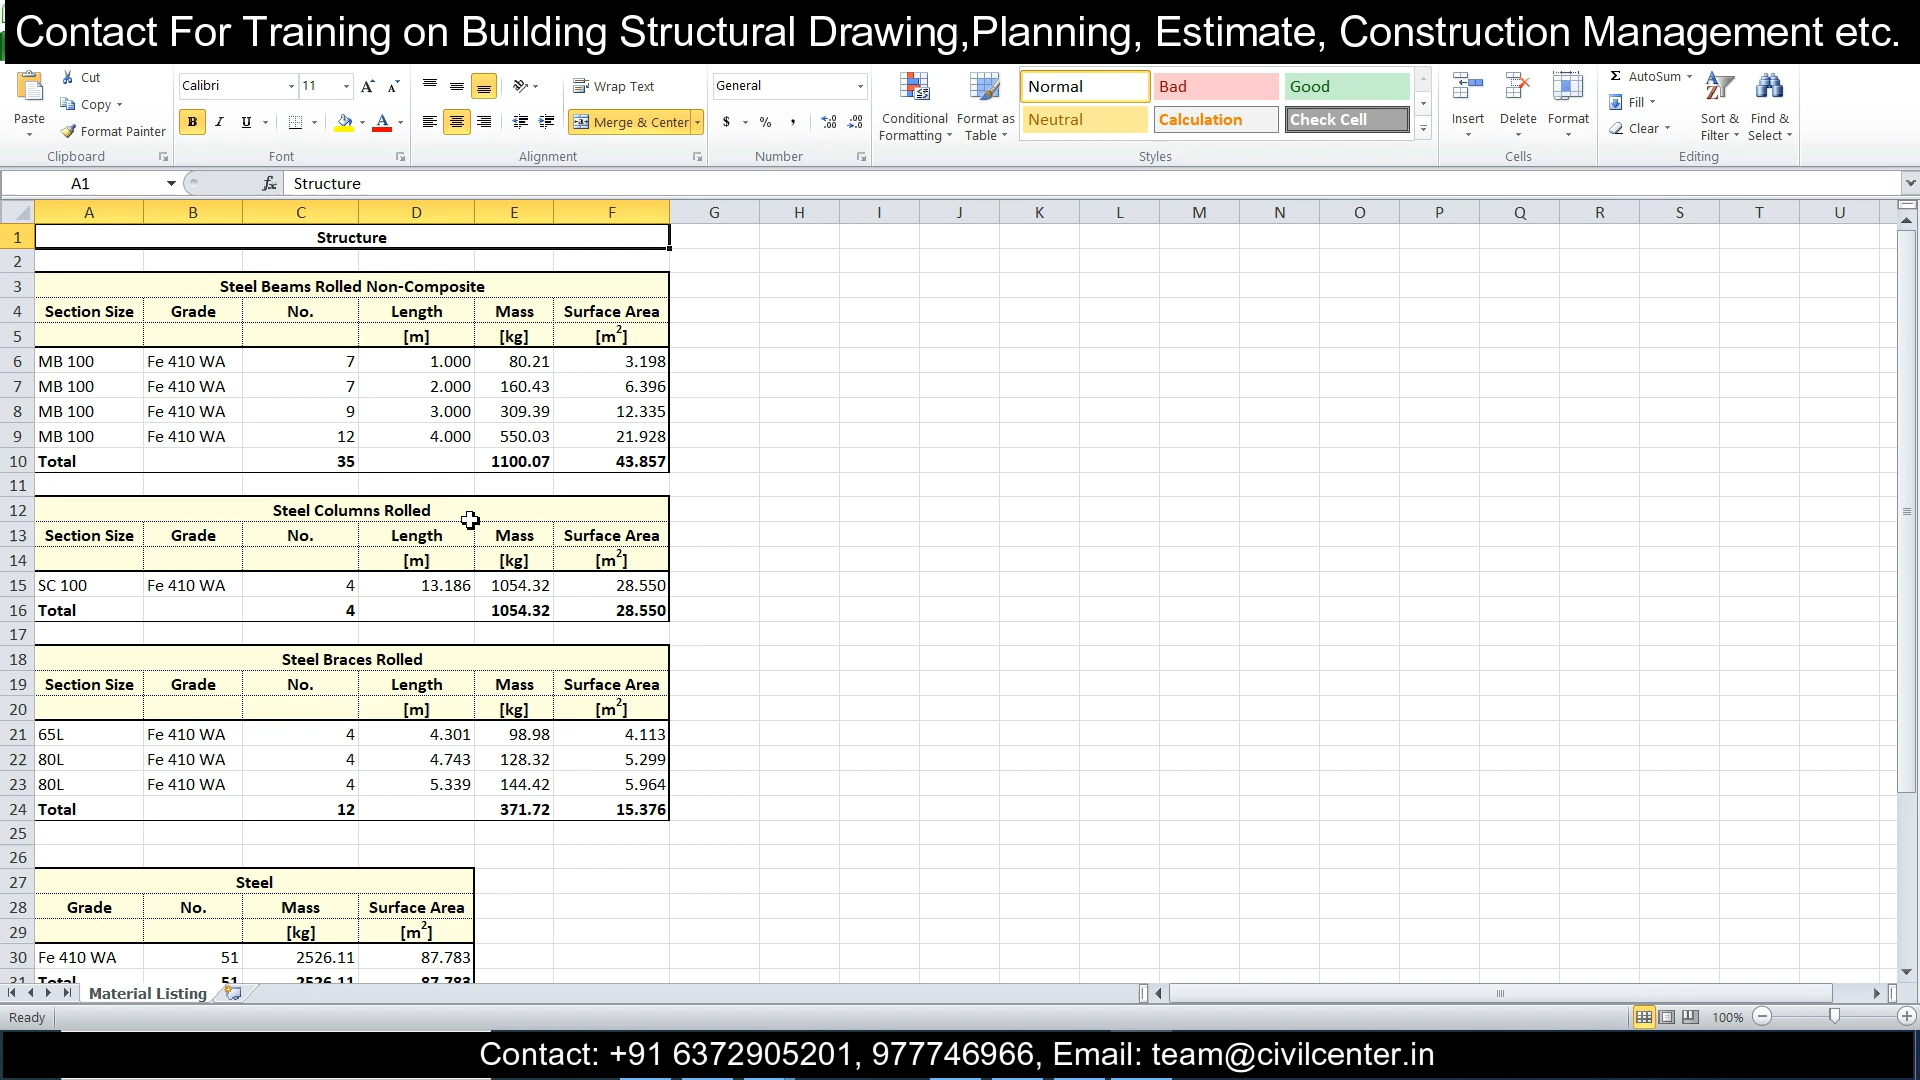 Contact For Training on Building Structural Drawing,Planning, Estimate, Construction Management etc.
Paste Cut Copy Format Painter Clipboard
Calibri 11 A A B I U A Font
Wrap Text Merge & Center Alignment
General $ % , Number
Conditional Formatting Format as Table Normal Bad Good Neutral Calculation Check Cell Styles
Insert Delete Format Cells
Σ AutoSum Fill Clear Sort & Filter Find & Select Editing
A1 fx Structure
A B C D E F G H I J K L M N O P Q R S T U
1 Structure
2
3 Steel Beams Rolled Non-Composite
4 Section Size Grade No. Length Mass Surface Area
5 [m] [kg] [m2]
6 MB 100 Fe 410 WA 7 1.000 80.21 3.198
7 MB 100 Fe 410 WA 7 2.000 160.43 6.396
8 MB 100 Fe 410 WA 9 3.000 309.39 12.335
9 MB 100 Fe 410 WA 12 4.000 550.03 21.928
10 Total 35 1100.07 43.857
11
12 Steel Columns Rolled
13 Section Size Grade No. Length Mass Surface Area
14 [m] [kg] [m2]
15 SC 100 Fe 410 WA 4 13.186 1054.32 28.550
16 Total 4 1054.32 28.550
17
18 Steel Braces Rolled
19 Section Size Grade No. Length Mass Surface Area
20 [m] [kg] [m2]
21 65L Fe 410 WA 4 4.301 98.98 4.113
22 80L Fe 410 WA 4 4.743 128.32 5.299
23 80L Fe 410 WA 4 5.339 144.42 5.964
24 Total 12 371.72 15.376
25
26
27 Steel
28 Grade No. Mass Surface Area
29 [kg] [m2]
30 Fe 410 WA 51 2526.11 87.783
31 Total 51 2526.11 87.783
Material Listing
Ready 100%
Contact: +91 6372905201, 977746966, Email: team@civilcenter.in